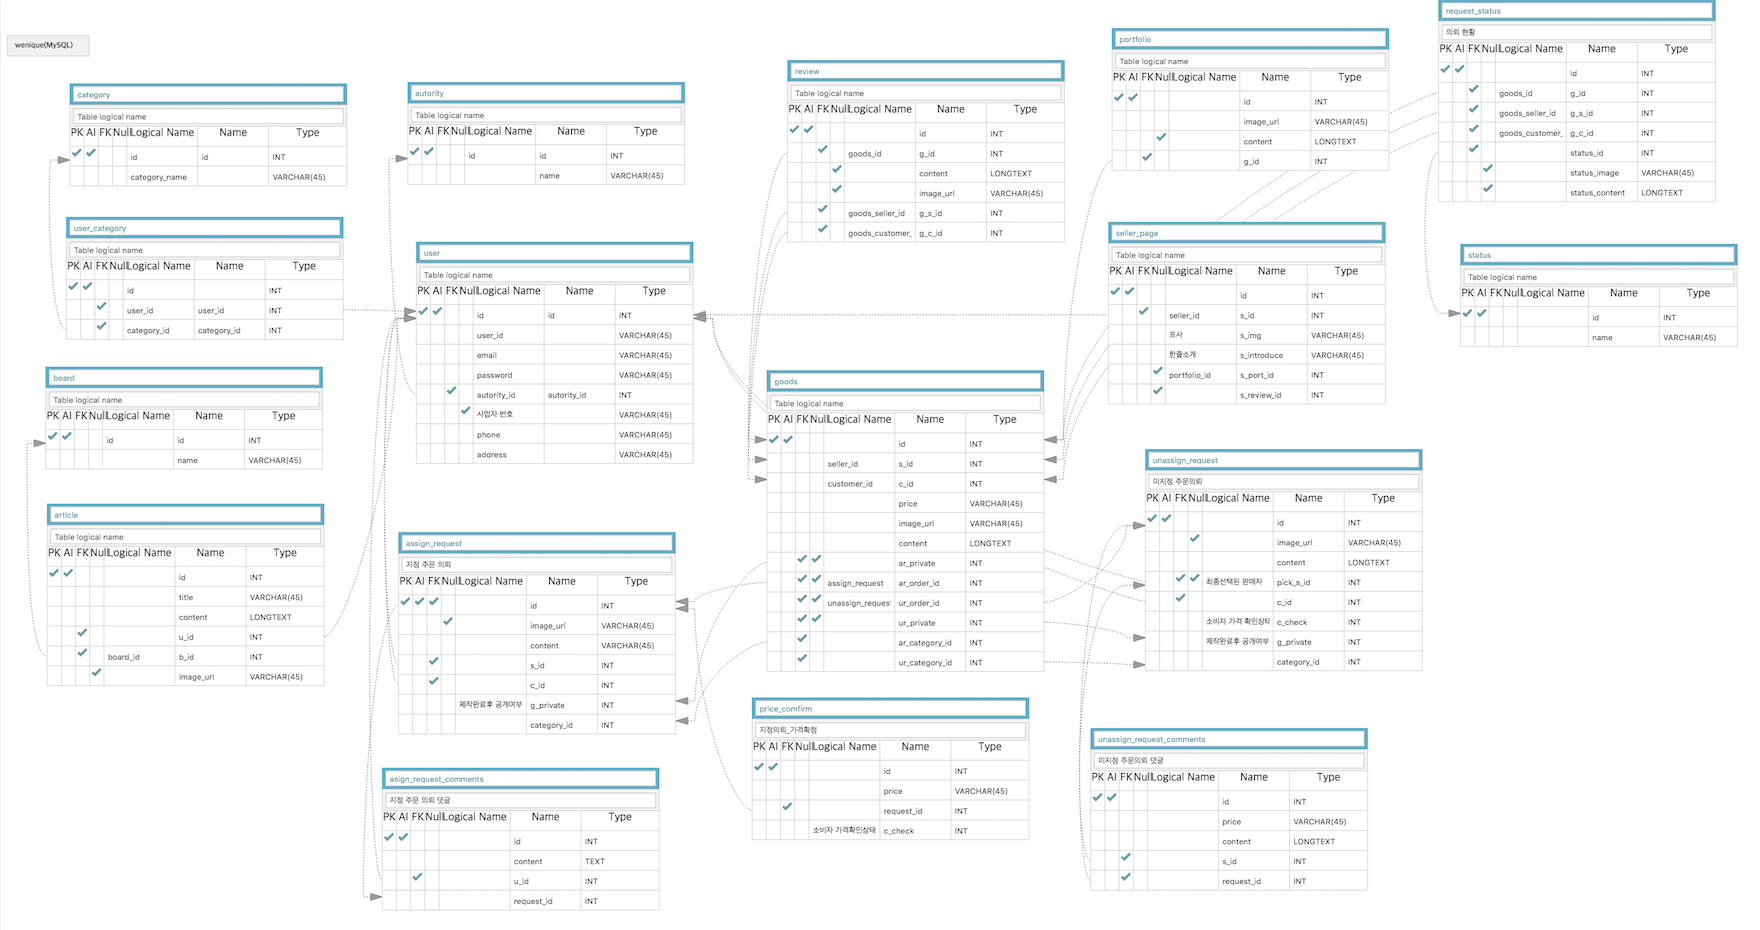 wenique(MySQL)
category
Table logical name
PK AI FK Null Logical Name Name Type
id id INT
category_name VARCHAR(45)
user_category
Table logical name
PK AI FK Null Logical Name Name Type
id INT
user_id user_id INT
category_id category_id INT
board
Table logical name
PK AI FK Null Logical Name Name Type
id id INT
name VARCHAR(45)
article
Table logical name
PK AI FK Null Logical Name Name Type
id INT
title VARCHAR(45)
content LONGTEXT
u_id INT
board_id b_id INT
image_url VARCHAR(45)
autority
Table logical name
PK AI FK Null Logical Name Name Type
id id INT
name VARCHAR(45)
user
Table logical name
PK AI FK Null Logical Name Name Type
id id INT
user_id VARCHAR(45)
email VARCHAR(45)
password VARCHAR(45)
autority_id autority_id INT
사업자 번호 VARCHAR(45)
phone VARCHAR(45)
address VARCHAR(45)
assign_request
지정 주문 의뢰
PK AI FK Null Logical Name Name Type
id INT
image_url VARCHAR(45)
content VARCHAR(45)
s_id INT
c_id INT
제작완료후 공개여부 g_private INT
category_id INT
asign_request_comments
지정 주문 의뢰 댓글
PK AI FK Null Logical Name Name Type
id INT
content TEXT
u_id INT
request_id INT
review
Table logical name
PK AI FK Null Logical Name Name Type
id INT
goods_id g_id INT
content LONGTEXT
image_url VARCHAR(45)
goods_seller_id g_s_id INT
goods_customer_ g_c_id INT
goods
Table logical name
PK AI FK Null Logical Name Name Type
id INT
seller_id s_id INT
customer_id c_id INT
price VARCHAR(45)
image_url VARCHAR(45)
content LONGTEXT
ar_private INT
assign_request ar_order_id INT
unassign_request ur_order_id INT
ur_private INT
ar_category_id INT
ur_category_id INT
price_comfirm
지정의뢰_가격확정
PK AI FK Null Logical Name Name Type
id INT
price VARCHAR(45)
request_id INT
소비자 가격확인상태 c_check INT
portfolio
Table logical name
PK AI FK Null Logical Name Name Type
id INT
image_url VARCHAR(45)
content LONGTEXT
g_id INT
seller_page
Table logical name
PK AI FK Null Logical Name Name Type
id INT
seller_id s_id INT
프사 s_img VARCHAR(45)
한줄소개 s_introduce VARCHAR(45)
portfolio_id s_port_id INT
s_review_id INT
unassign_request
미지정 주문의뢰
PK AI FK Null Logical Name Name Type
id INT
image_url VARCHAR(45)
content LONGTEXT
최종선택된 판매자 pick_s_id INT
c_id INT
소비자 가격 확인상태 c_check INT
제작완료후 공개여부 g_private INT
category_id INT
unassign_request_comments
미지정 주문의뢰 댓글
PK AI FK Null Logical Name Name Type
id INT
price VARCHAR(45)
content LONGTEXT
s_id INT
request_id INT
request_status
의뢰 현황
PK AI FK Null Logical Name Name Type
id INT
goods_id g_id INT
goods_seller_id g_s_id INT
goods_customer_ g_c_id INT
status_id INT
status_image VARCHAR(45)
status_content LONGTEXT
status
Table logical name
PK AI FK Null Logical Name Name Type
id INT
name VARCHAR(45)